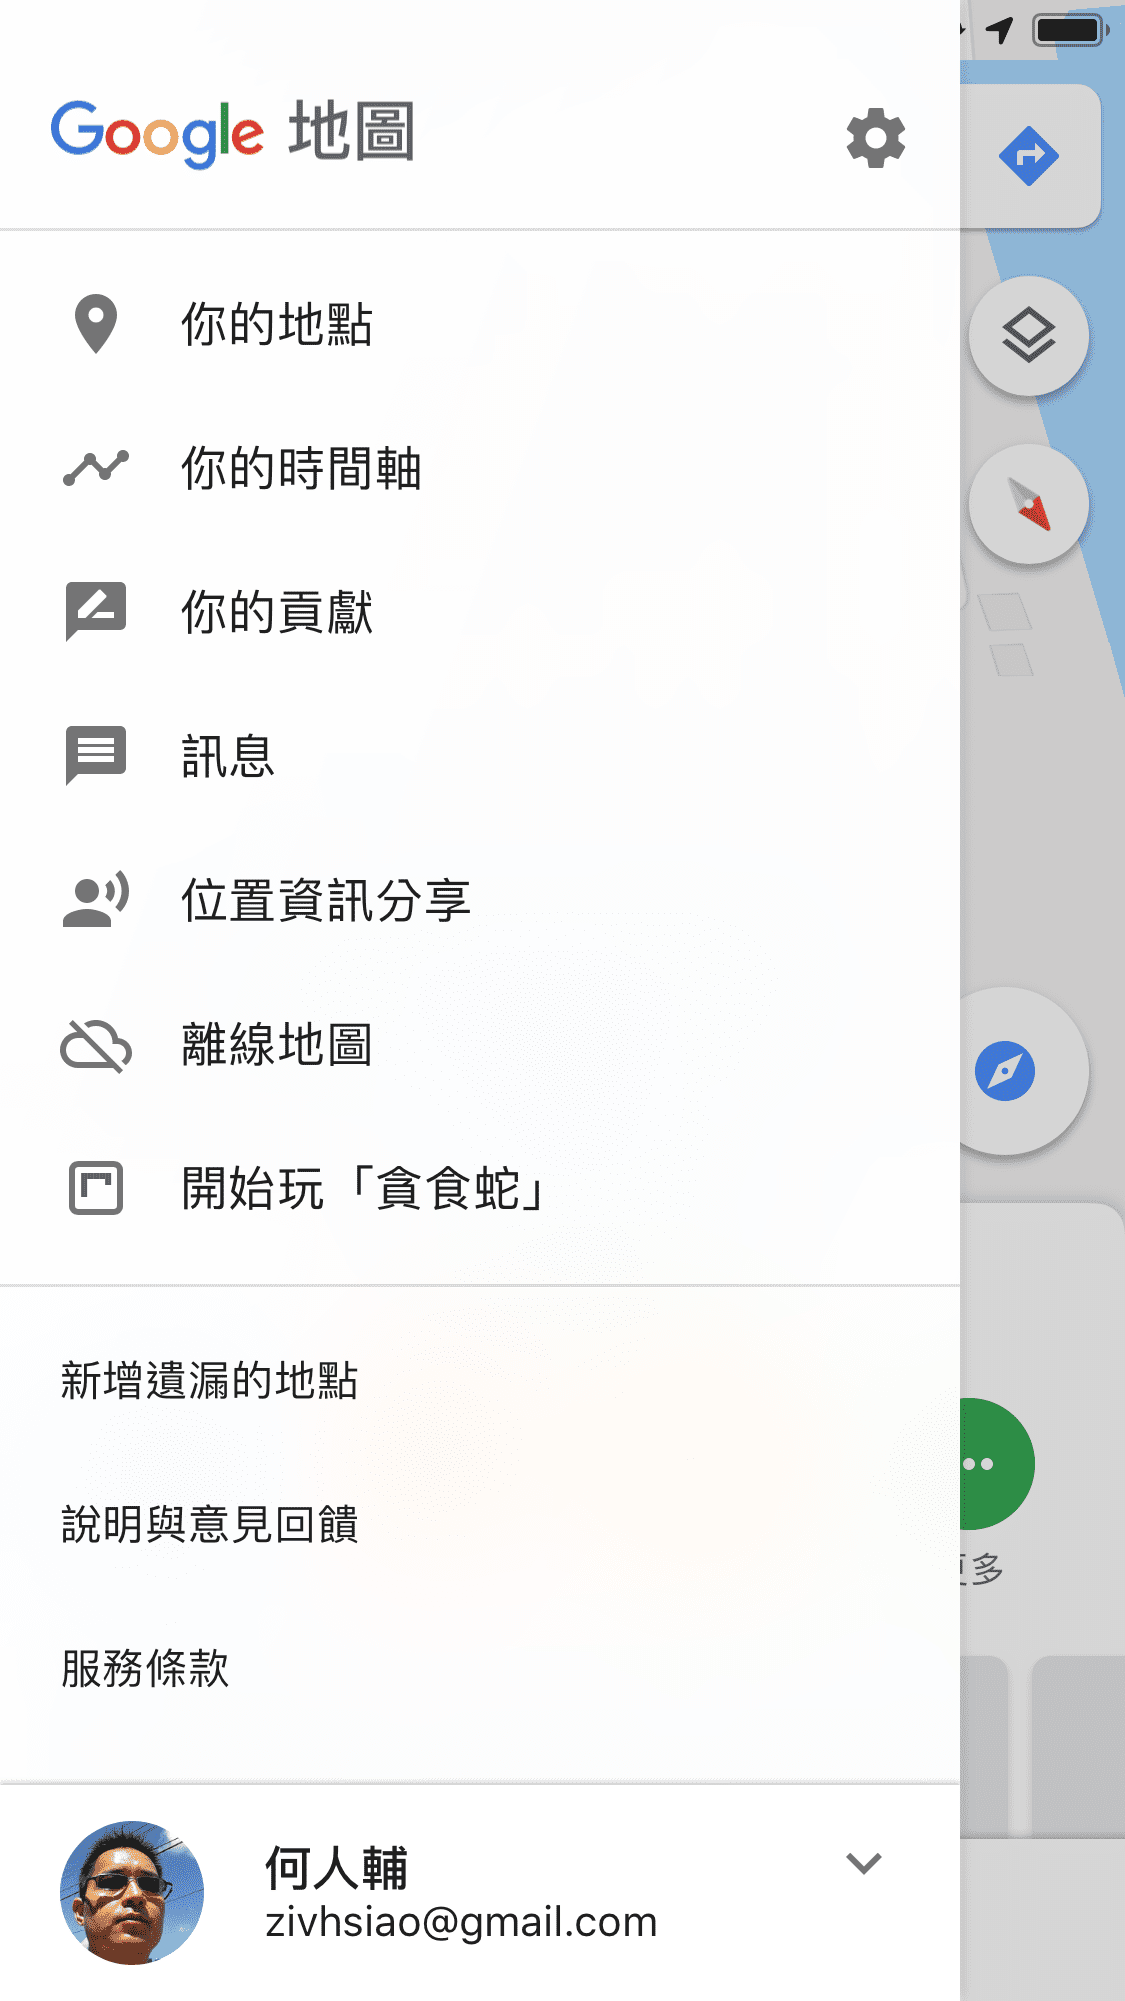 Google 地圖
你的地點
你的時間軸
你的貢獻
訊息
位置資訊分享
離線地圖
開始玩「貪食蛇」
新增遺漏的地點
說明與意見回饋
服務條款
更多
何人輔
zivhsiao@gmail.com